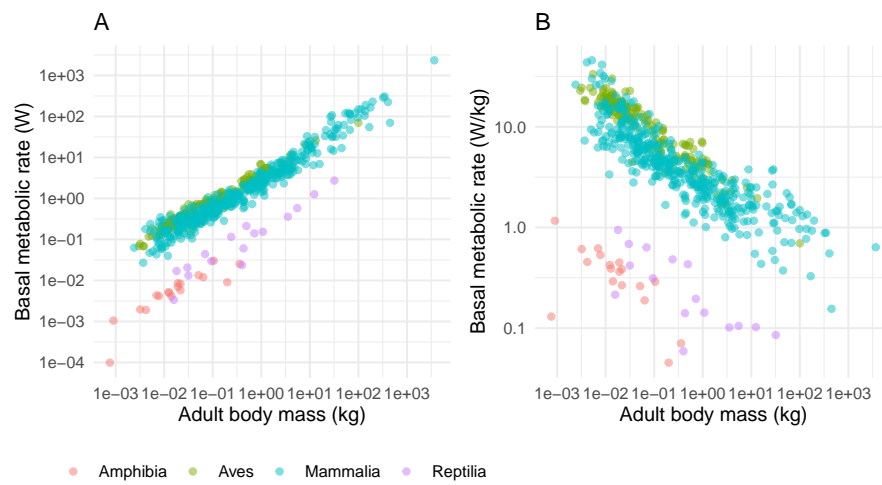 A
B
Basal metabolic rate (W)
1e+03
1e+02
1e+01
1e+00
1e−01
1e−02
1e−03
1e−04
1e−03 1e−02 1e−01 1e+00 1e+01 1e+02 1e+03
Adult body mass (kg)
Basal metabolic rate (W/kg)
10.0
1.0
0.1
1e−03 1e−02 1e−01 1e+00 1e+01 1e+02 1e+03
Adult body mass (kg)
Amphibia Aves Mammalia Reptilia